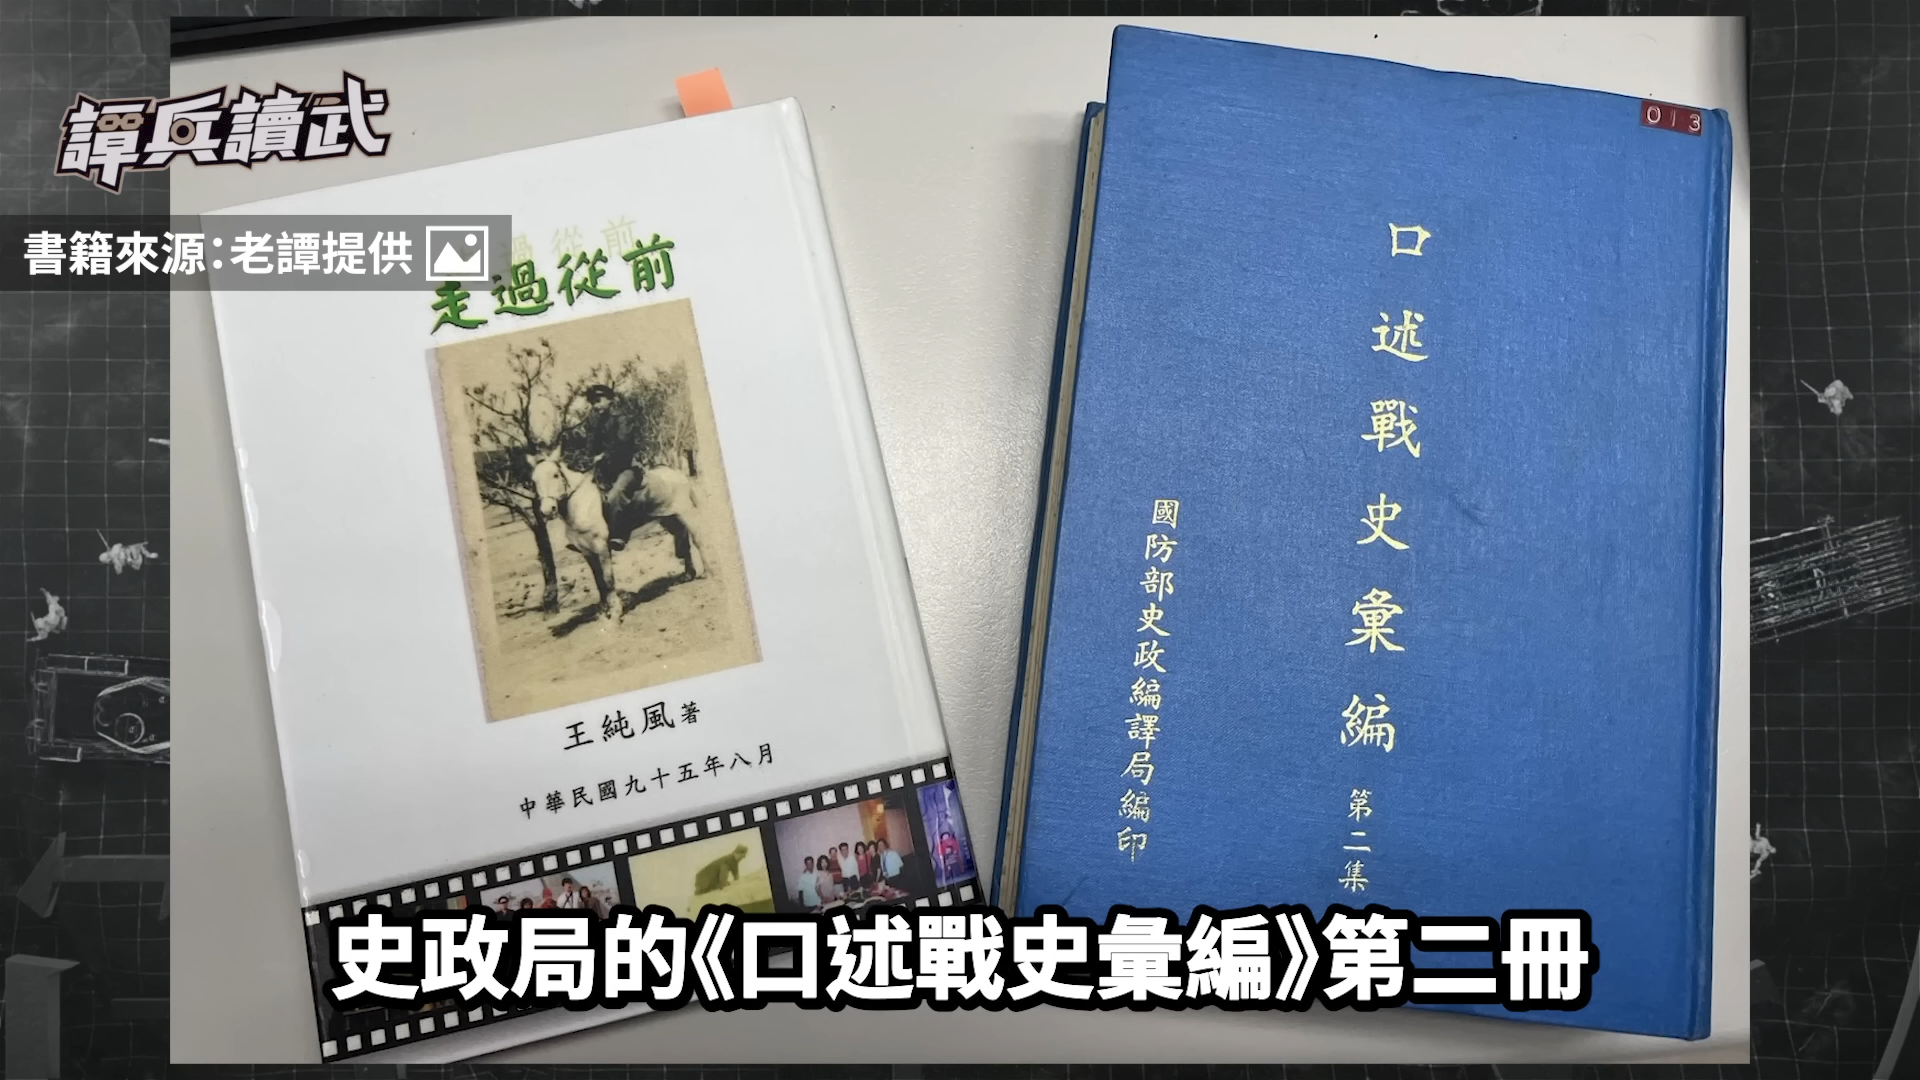 譚兵讀武
書籍來源：老譚提供
走過從前
王純風著
中華民國九十五年八月
013
口述戰史彙編 第二集
國防部史政編譯局編印
史政局的《口述戰史彙編》第二冊